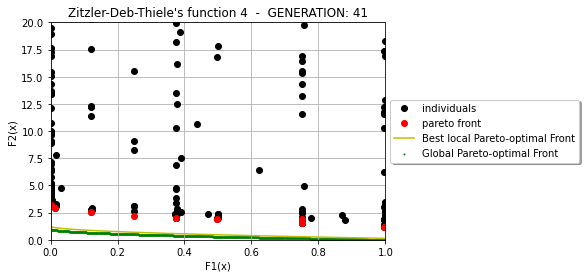 Zitzler-Deb-Thiele's function 4 - GENERATION: 41
20.0
17.5
15.0
12.5
10.0
7.5
5.0
2.5
0.0
F2(x)
0.0 0.2 0.4 0.6 0.8 1.0
F1(x)
individuals
pareto front
Best local Pareto-optimal Front
Global Pareto-optimal Front